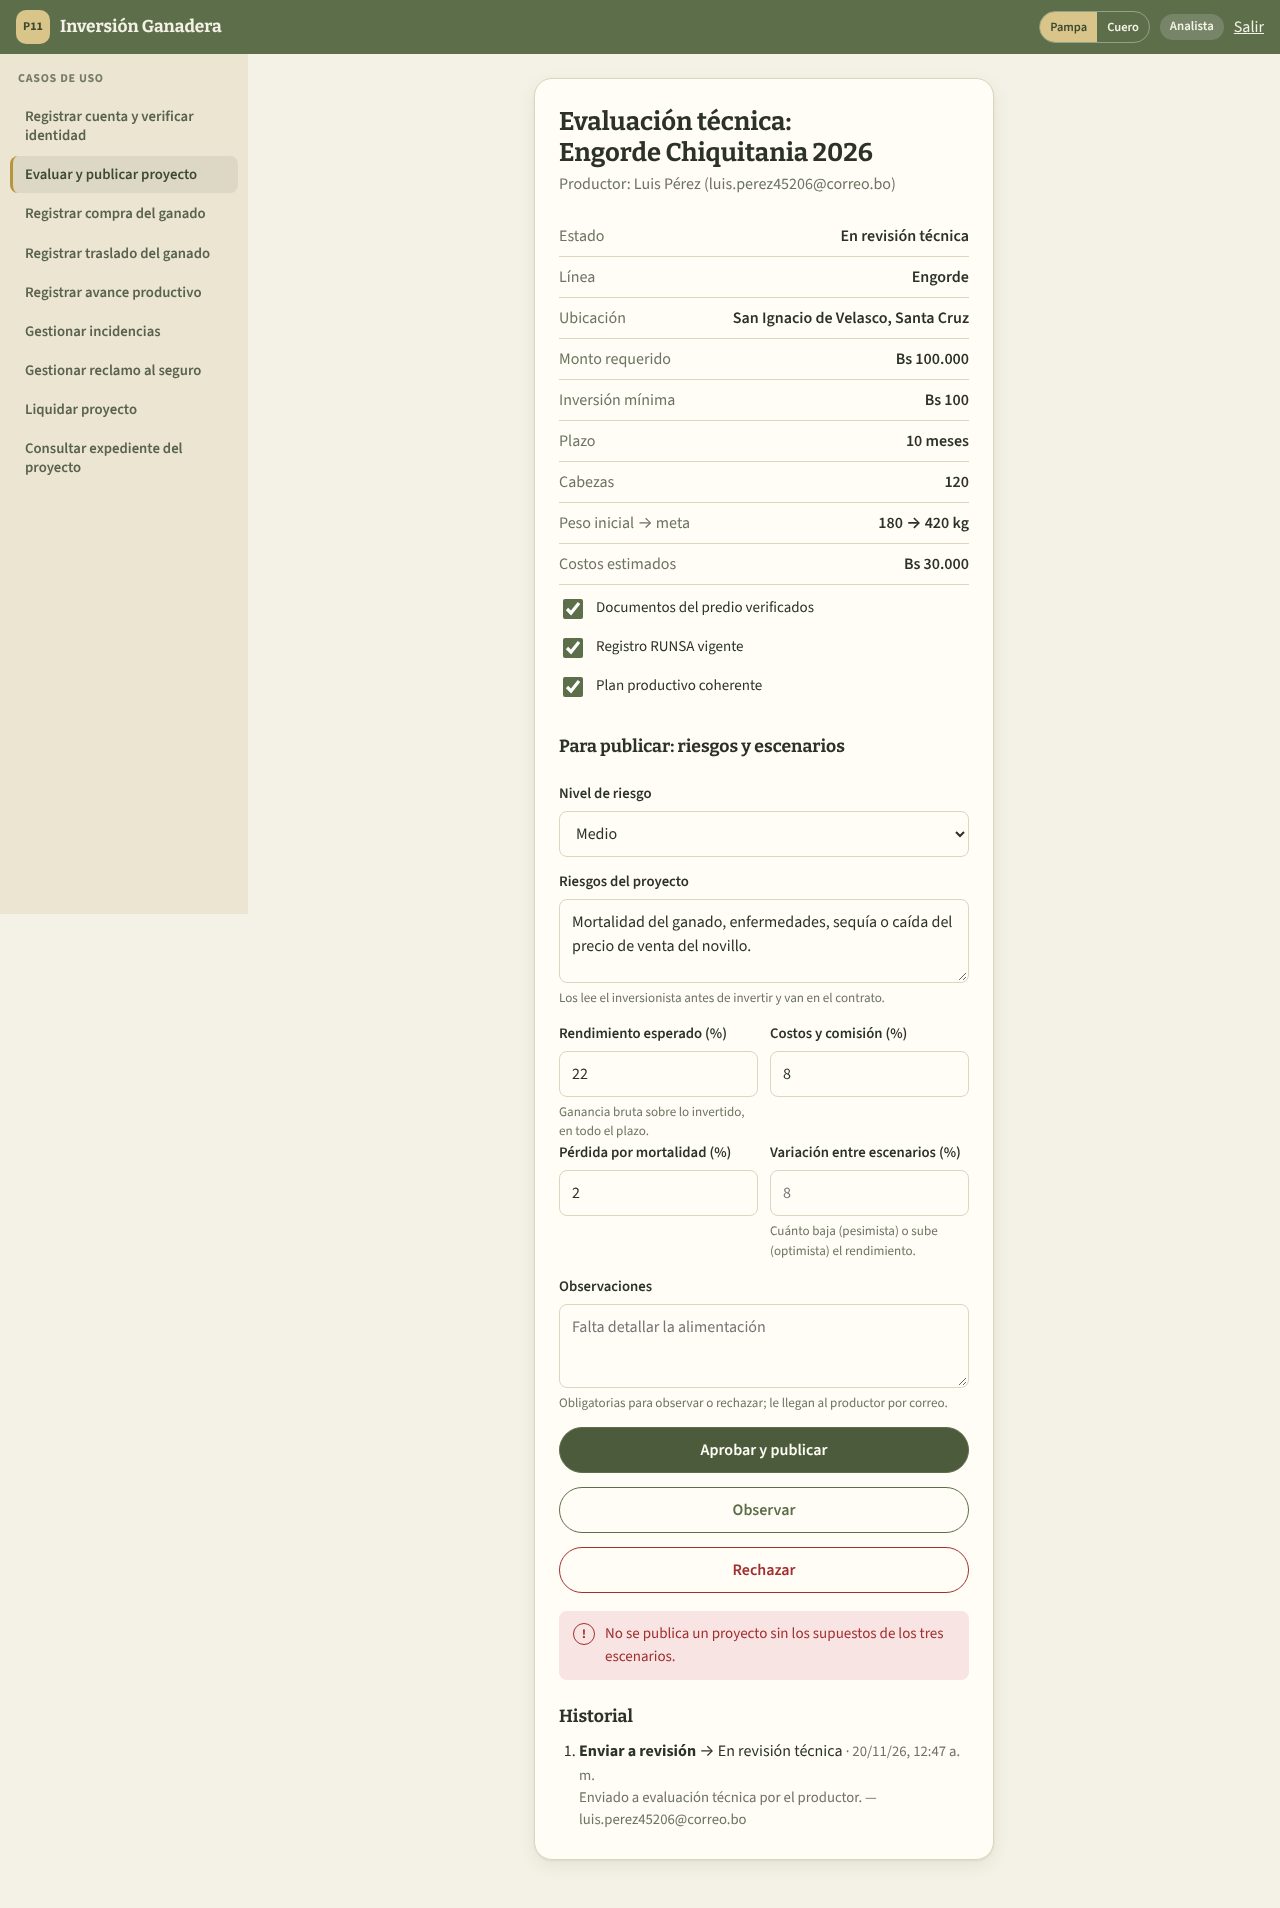 P11
Inversión Ganadera
Pampa
Cuero
Analista
Salir
CASOS DE USO
Registrar cuenta y verificar
identidad
Evaluar y publicar proyecto
Registrar compra del ganado
Registrar traslado del ganado
Registrar avance productivo
Gestionar incidencias
Gestionar reclamo al seguro
Liquidar proyecto
Consultar expediente del
proyecto
Evaluación técnica:
Engorde Chiquitania 2026
Productor: Luis Pérez (luis.perez45206@correo.bo)
Estado En revisión técnica
Línea Engorde
Ubicación San Ignacio de Velasco, Santa Cruz
Monto requerido Bs 100.000
Inversión mínima Bs 100
Plazo 10 meses
Cabezas 120
Peso inicial → meta 180 → 420 kg
Costos estimados Bs 30.000
Documentos del predio verificados
Registro RUNSA vigente
Plan productivo coherente
Para publicar: riesgos y escenarios
Nivel de riesgo
Medio
Riesgos del proyecto
Mortalidad del ganado, enfermedades, sequía o caída del
precio de venta del novillo.
Los lee el inversionista antes de invertir y van en el contrato.
Rendimiento esperado (%) Costos y comisión (%)
22 8
Ganancia bruta sobre lo invertido,
en todo el plazo.
Pérdida por mortalidad (%) Variación entre escenarios (%)
2 8
Cuánto baja (pesimista) o sube
(optimista) el rendimiento.
Observaciones
Falta detallar la alimentación
Obligatorias para observar o rechazar; le llegan al productor por correo.
Aprobar y publicar
Observar
Rechazar
! No se publica un proyecto sin los supuestos de los tres
escenarios.
Historial
1. Enviar a revisión → En revisión técnica · 20/11/26, 12:47 a.
m.
Enviado a evaluación técnica por el productor. —
luis.perez45206@correo.bo